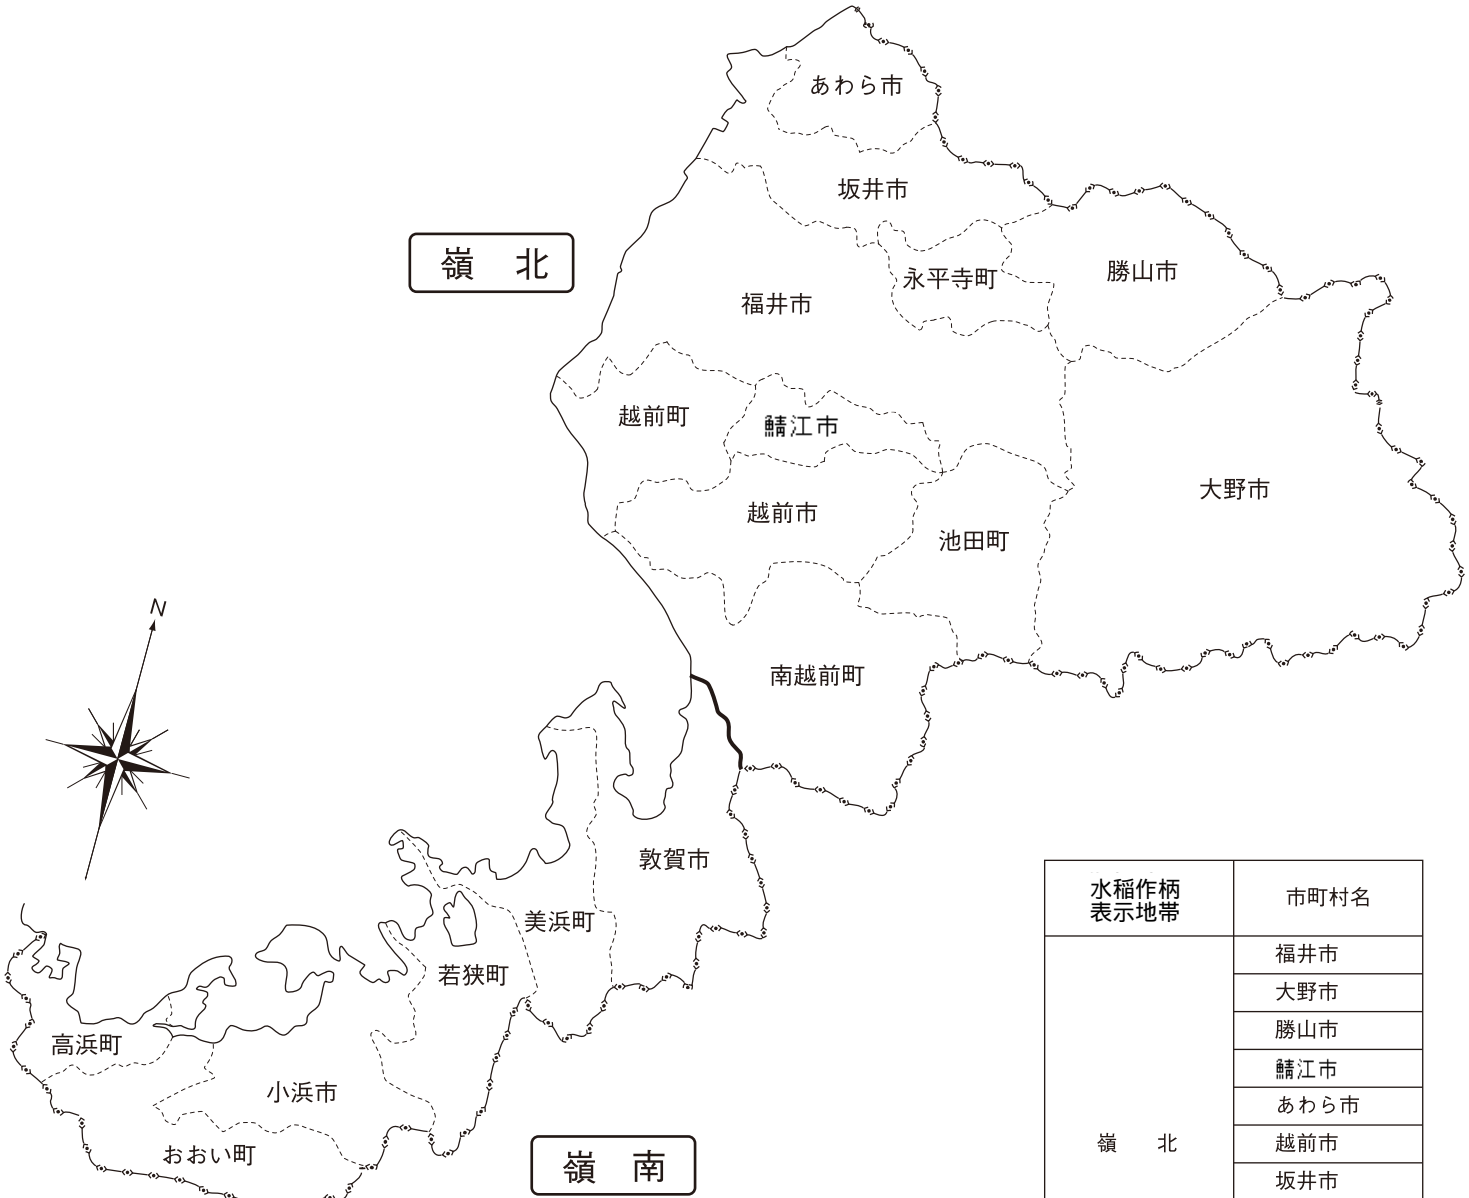 あわら市
坂井市
嶺 北
永平寺町
勝山市
福井市
越前町
鯖江市
大野市
越前市
池田町
N
南越前町
敦賀市
美浜町
若狭町
高浜町
小浜市
おおい町
嶺 南
水稲作柄
表示地帯
市町村名
福井市
大野市
勝山市
鯖江市
あわら市
嶺 北
越前市
坂井市